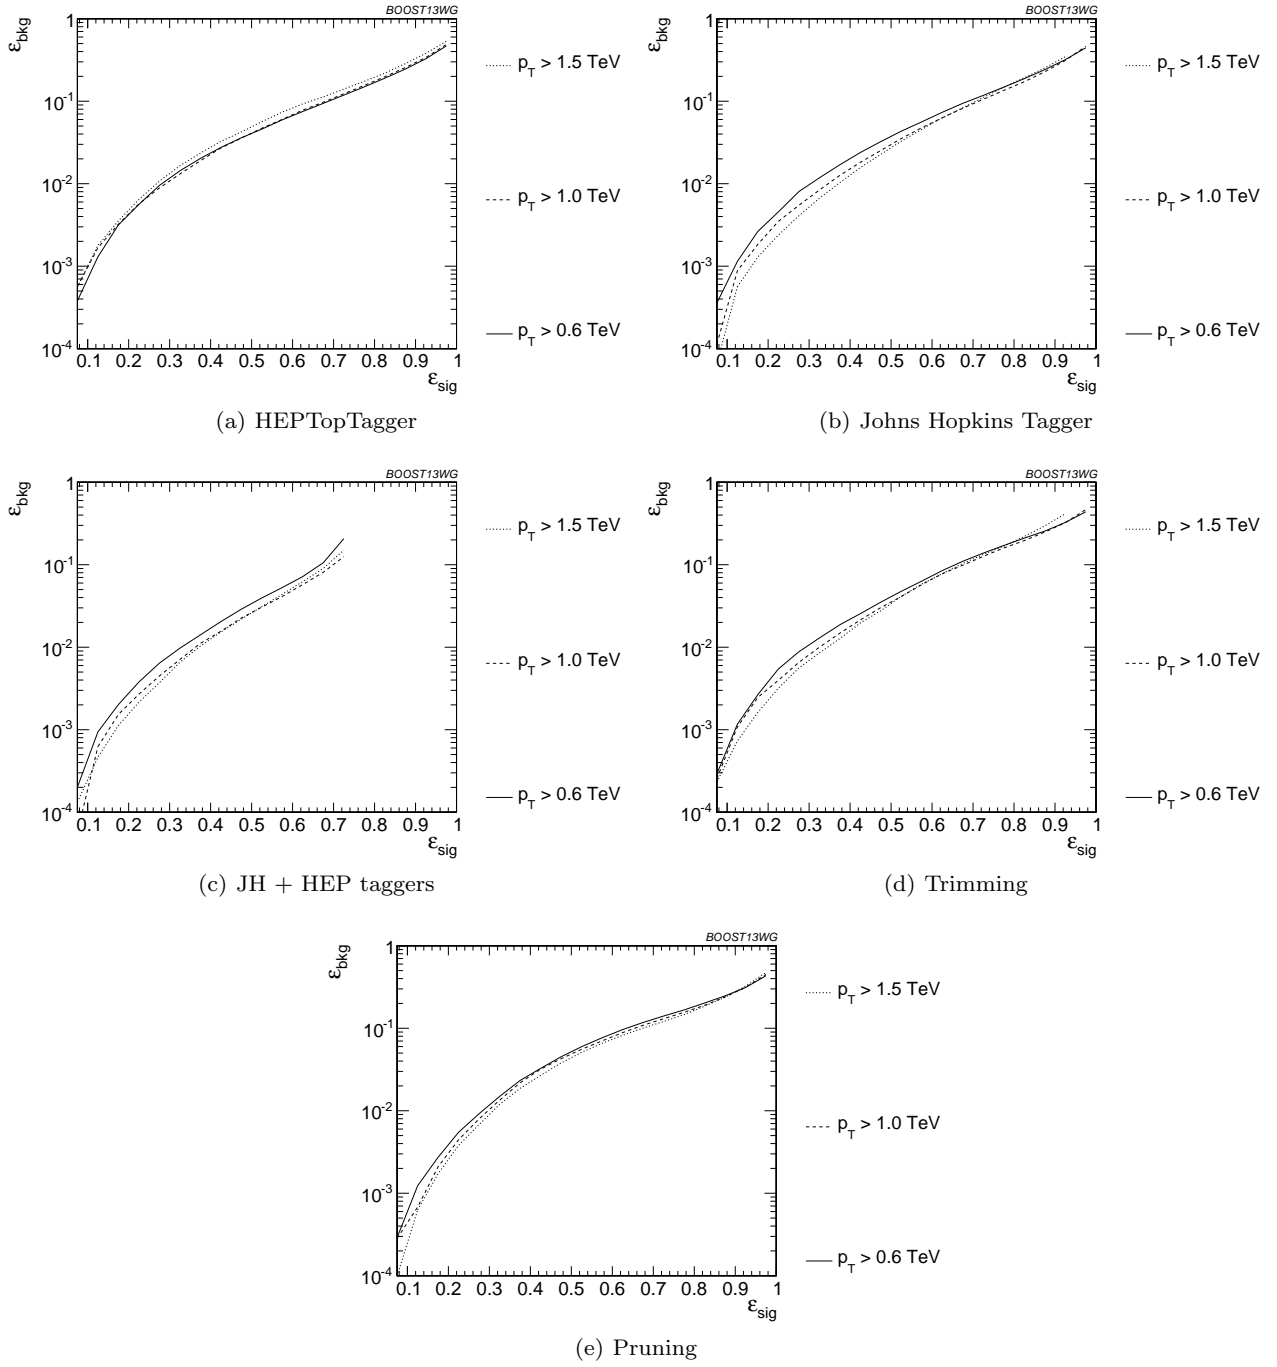 BOOST13WG
ε_bkg
1
10^-1
10^-2
10^-3
10^-4
0.1 0.2 0.3 0.4 0.5 0.6 0.7 0.8 0.9 1
ε_sig
p_T > 1.5 TeV
p_T > 1.0 TeV
p_T > 0.6 TeV
(a) HEPTopTagger
BOOST13WG
ε_bkg
1
10^-1
10^-2
10^-3
10^-4
0.1 0.2 0.3 0.4 0.5 0.6 0.7 0.8 0.9 1
ε_sig
p_T > 1.5 TeV
p_T > 1.0 TeV
p_T > 0.6 TeV
(b) Johns Hopkins Tagger
BOOST13WG
ε_bkg
1
10^-1
10^-2
10^-3
10^-4
0.1 0.2 0.3 0.4 0.5 0.6 0.7 0.8 0.9 1
ε_sig
p_T > 1.5 TeV
p_T > 1.0 TeV
p_T > 0.6 TeV
(c) JH + HEP taggers
BOOST13WG
ε_bkg
1
10^-1
10^-2
10^-3
10^-4
0.1 0.2 0.3 0.4 0.5 0.6 0.7 0.8 0.9 1
ε_sig
p_T > 1.5 TeV
p_T > 1.0 TeV
p_T > 0.6 TeV
(d) Trimming
BOOST13WG
ε_bkg
1
10^-1
10^-2
10^-3
10^-4
0.1 0.2 0.3 0.4 0.5 0.6 0.7 0.8 0.9 1
ε_sig
p_T > 1.5 TeV
p_T > 1.0 TeV
p_T > 0.6 TeV
(e) Pruning